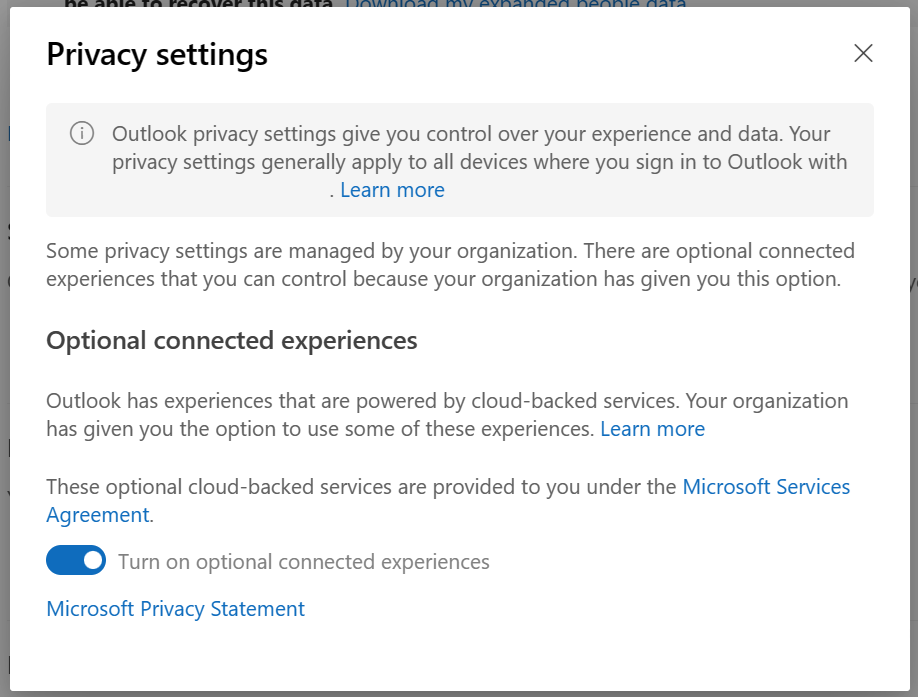 be able to recover this data. Download my expanded people data
Privacy settings
Outlook privacy settings give you control over your experience and data. Your
privacy settings generally apply to all devices where you sign in to Outlook with
. Learn more
Some privacy settings are managed by your organization. There are optional connected
experiences that you can control because your organization has given you this option.
Optional connected experiences
Outlook has experiences that are powered by cloud-backed services. Your organization
has given you the option to use some of these experiences. Learn more
These optional cloud-backed services are provided to you under the Microsoft Services
Agreement.
Turn on optional connected experiences
Microsoft Privacy Statement